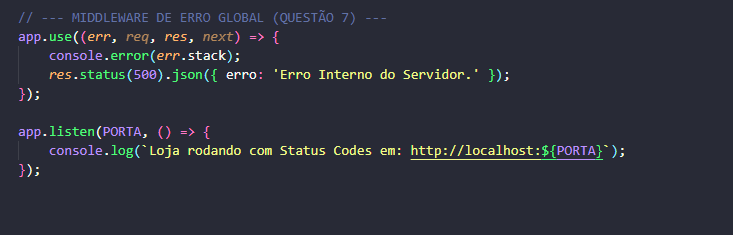 // --- MIDDLEWARE DE ERRO GLOBAL (QUESTÃO 7) ---
app.use((err, req, res, next) => {
    console.error(err.stack);
    res.status(500).json({ erro: 'Erro Interno do Servidor.' });
});

app.listen(PORTA, () => {
    console.log(`Loja rodando com Status Codes em: http://localhost:${PORTA}`);
});